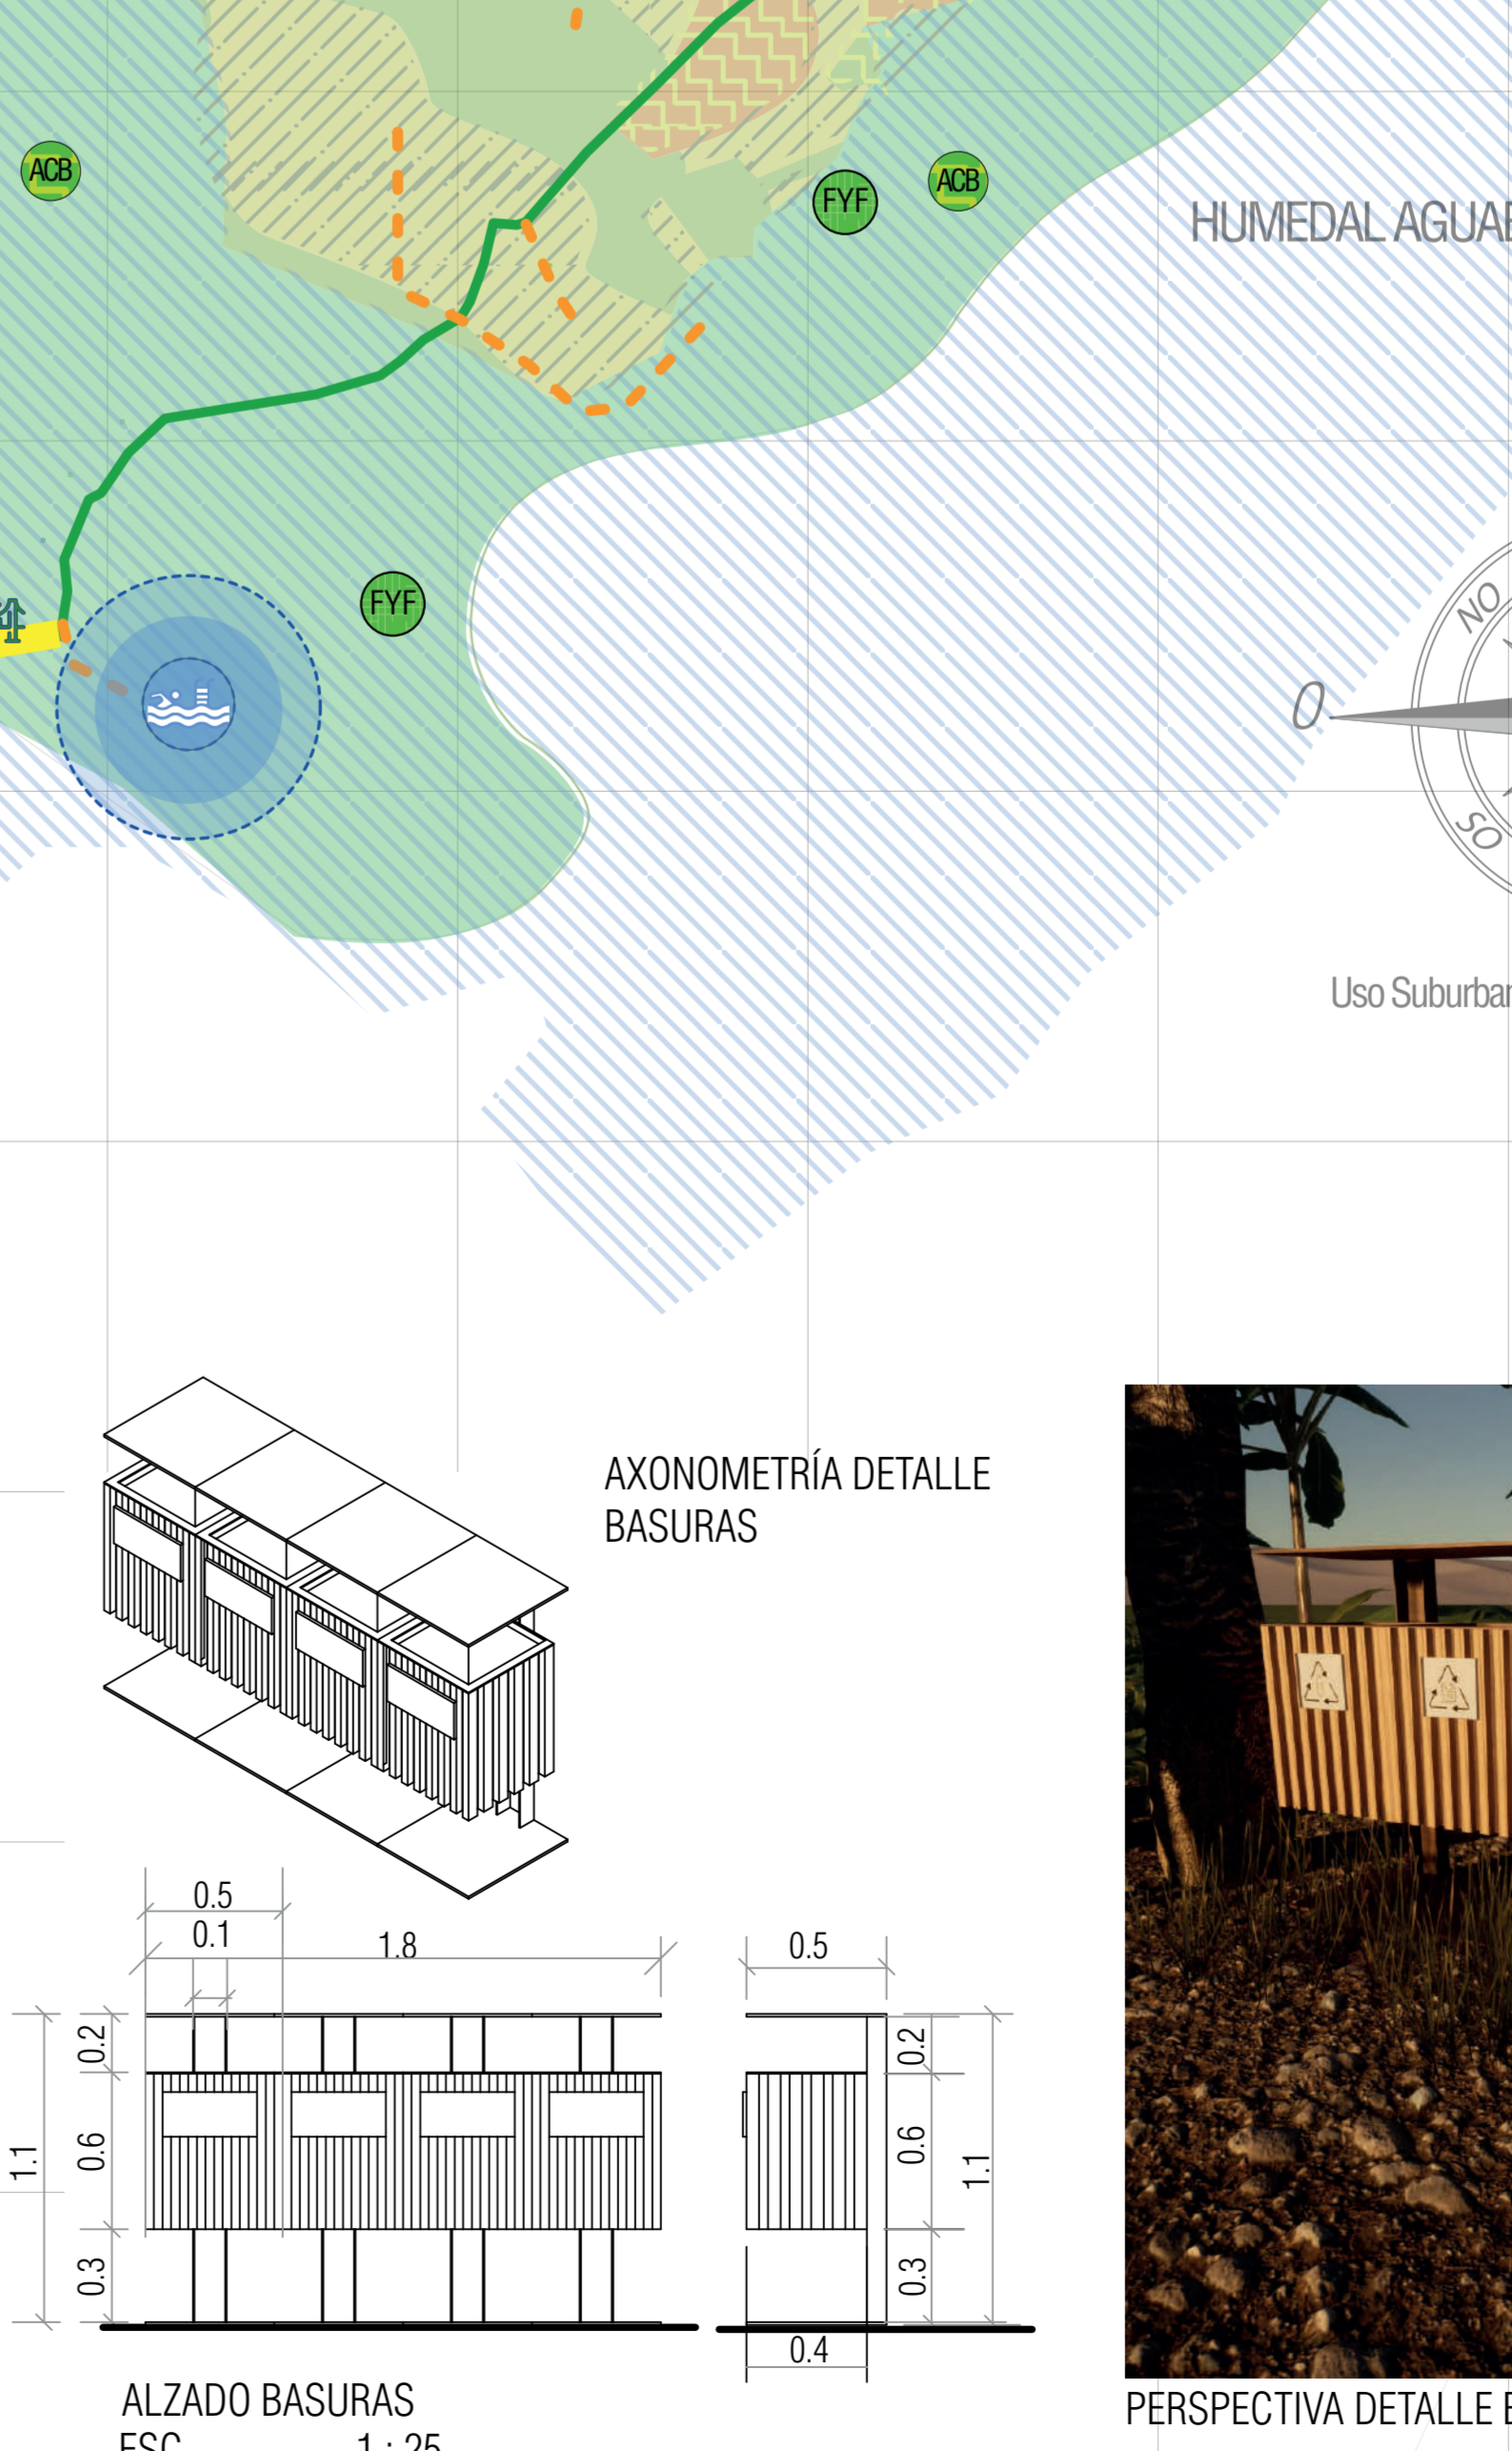 ACB
FYF
ACB
HUMEDAL
FYF
NO
O
SO
Uso
AXONOMETRÍA DETALLE
BASURAS
0.5
0.1
1.8
0.5
0.2
0.2
1.1
0.6
0.6
1.1
0.3
0.3
0.4
ALZADO BASURAS
ESC 1 : 25
PERSPECTIVA DETALLE